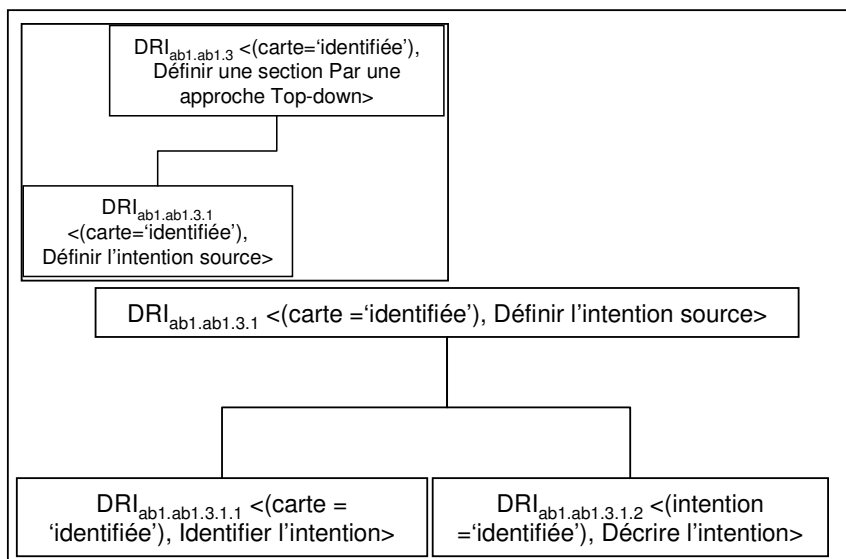 DRIab1.ab1.3 <(carte=‘identifiée’),
Définir une section Par une
approche Top-down>
DRIab1.ab1.3.1
<(carte=‘identifiée’),
Définir l’intention source>
DRIab1.ab1.3.1 <(carte =‘identifiée’), Définir l’intention source>
DRIab1.ab1.3.1.1 <(carte =
‘identifiée’), Identifier l’intention>
DRIab1.ab1.3.1.2 <(intention
=‘identifiée’), Décrire l’intention>